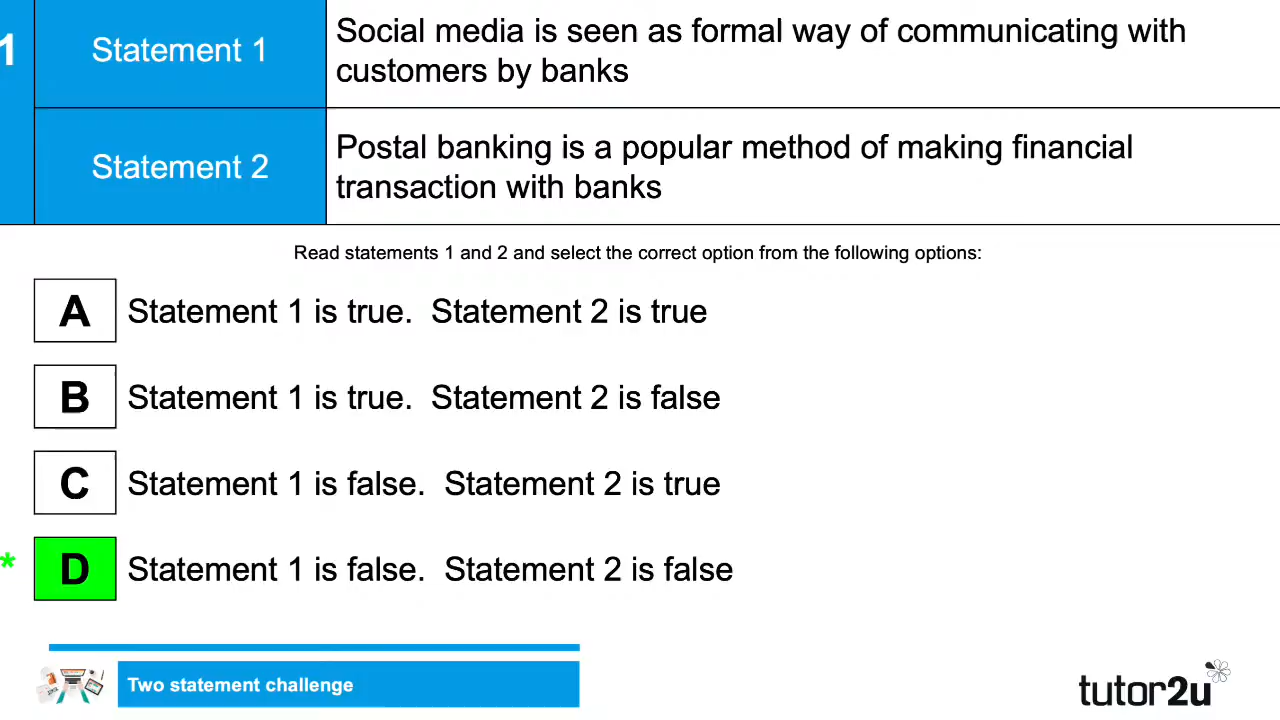 1
Statement 1
Social media is seen as formal way of communicating with
customers by banks
Statement 2
Postal banking is a popular method of making financial
transaction with banks
Read statements 1 and 2 and select the correct option from the following options:
A Statement 1 is true. Statement 2 is true
B Statement 1 is true. Statement 2 is false
C Statement 1 is false. Statement 2 is true
* D Statement 1 is false. Statement 2 is false
Two statement challenge
tutor2u